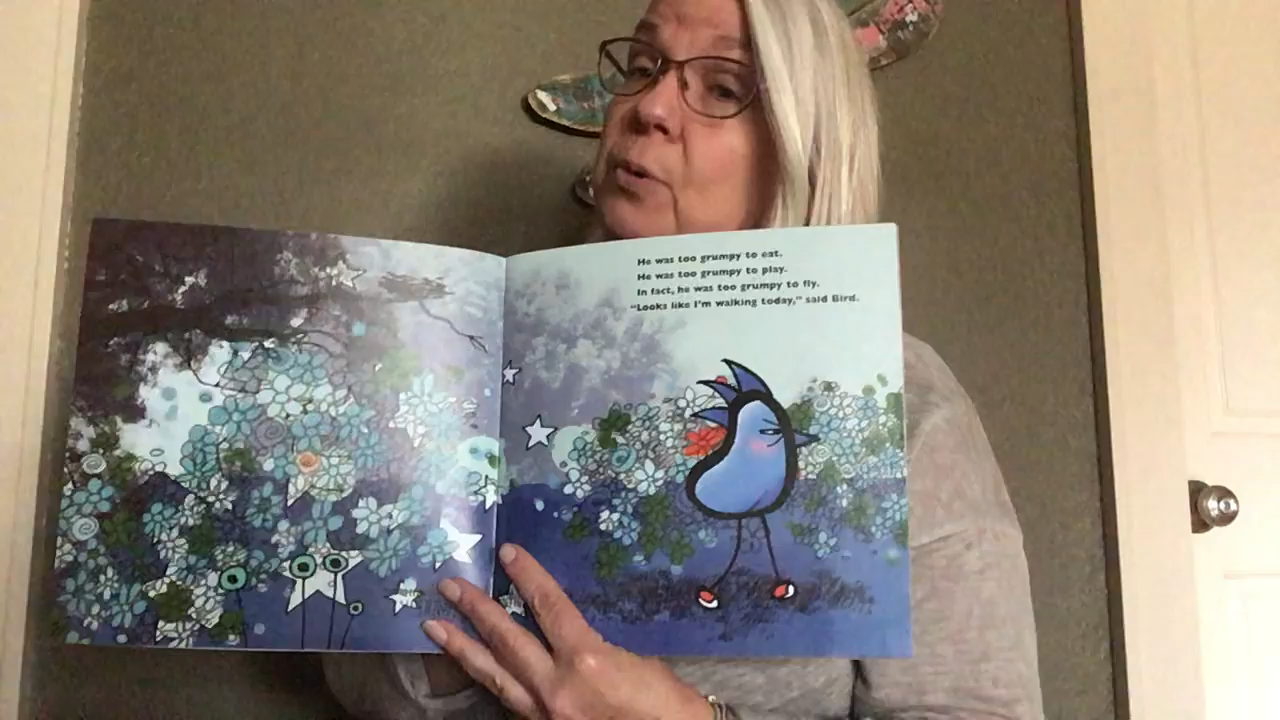 He was too grumpy to eat.
He was too grumpy to play.
In fact, he was too grumpy to fly.
"Looks like I'm walking today," said Bird.